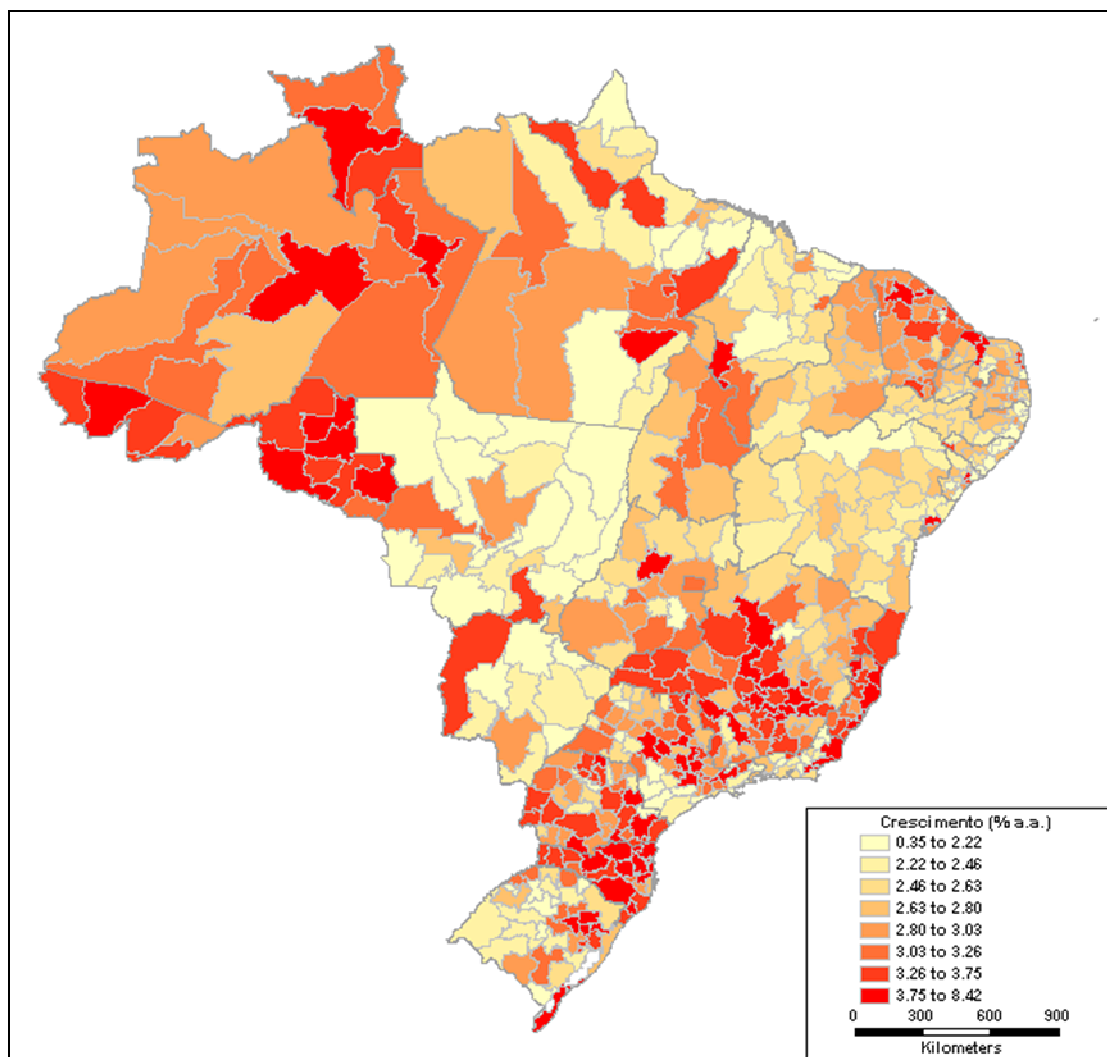 Crescimento (% a.a.)
0.35 to 2.22
2.22 to 2.46
2.46 to 2.63
2.63 to 2.80
2.80 to 3.03
3.03 to 3.26
3.26 to 3.75
3.75 to 8.42
0 300 600 900
Kilometers